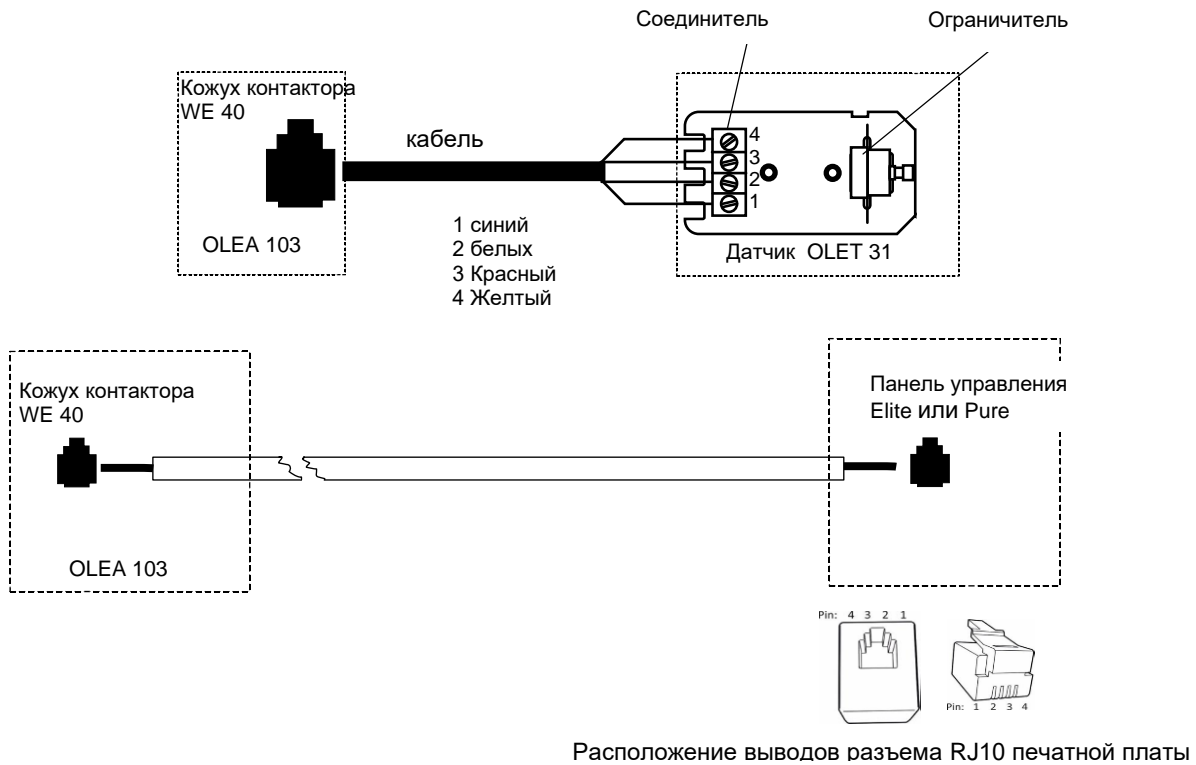 Соединитель
Ограничитель
Кожух контактора
WE 40
кабель
4
3
2
1
OLEA 103
1 синий
2 белых
3 Красный
4 Желтый
Датчик OLET 31
Кожух контактора
WE 40
Панель управления
Elite или Pure
OLEA 103
Pin: 4 3 2 1
Pin: 1 2 3 4
Расположение выводов разъема RJ10 печатной платы